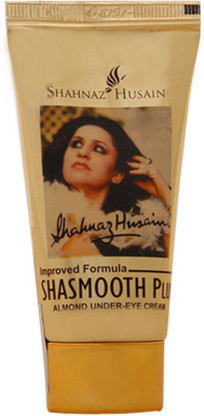 SHAHNAZ HUSAIN
Shahnaz Husain
Improved Formula
SHASMOOTH PLU
ALMOND UNDER-EYE CREAM